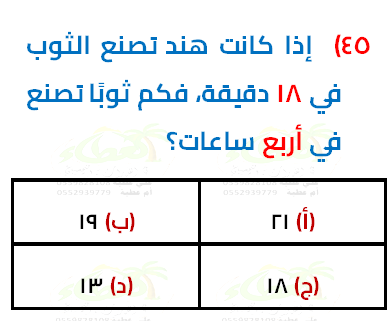 ٤٥) إذا كانت هند تصنع الثوب
في ١٨ دقيقة، فكم ثوبًا تصنع
في أربع ساعات؟
(أ) ٢١
(ب) ١٩
(ج) ١٨
(د) ١٣